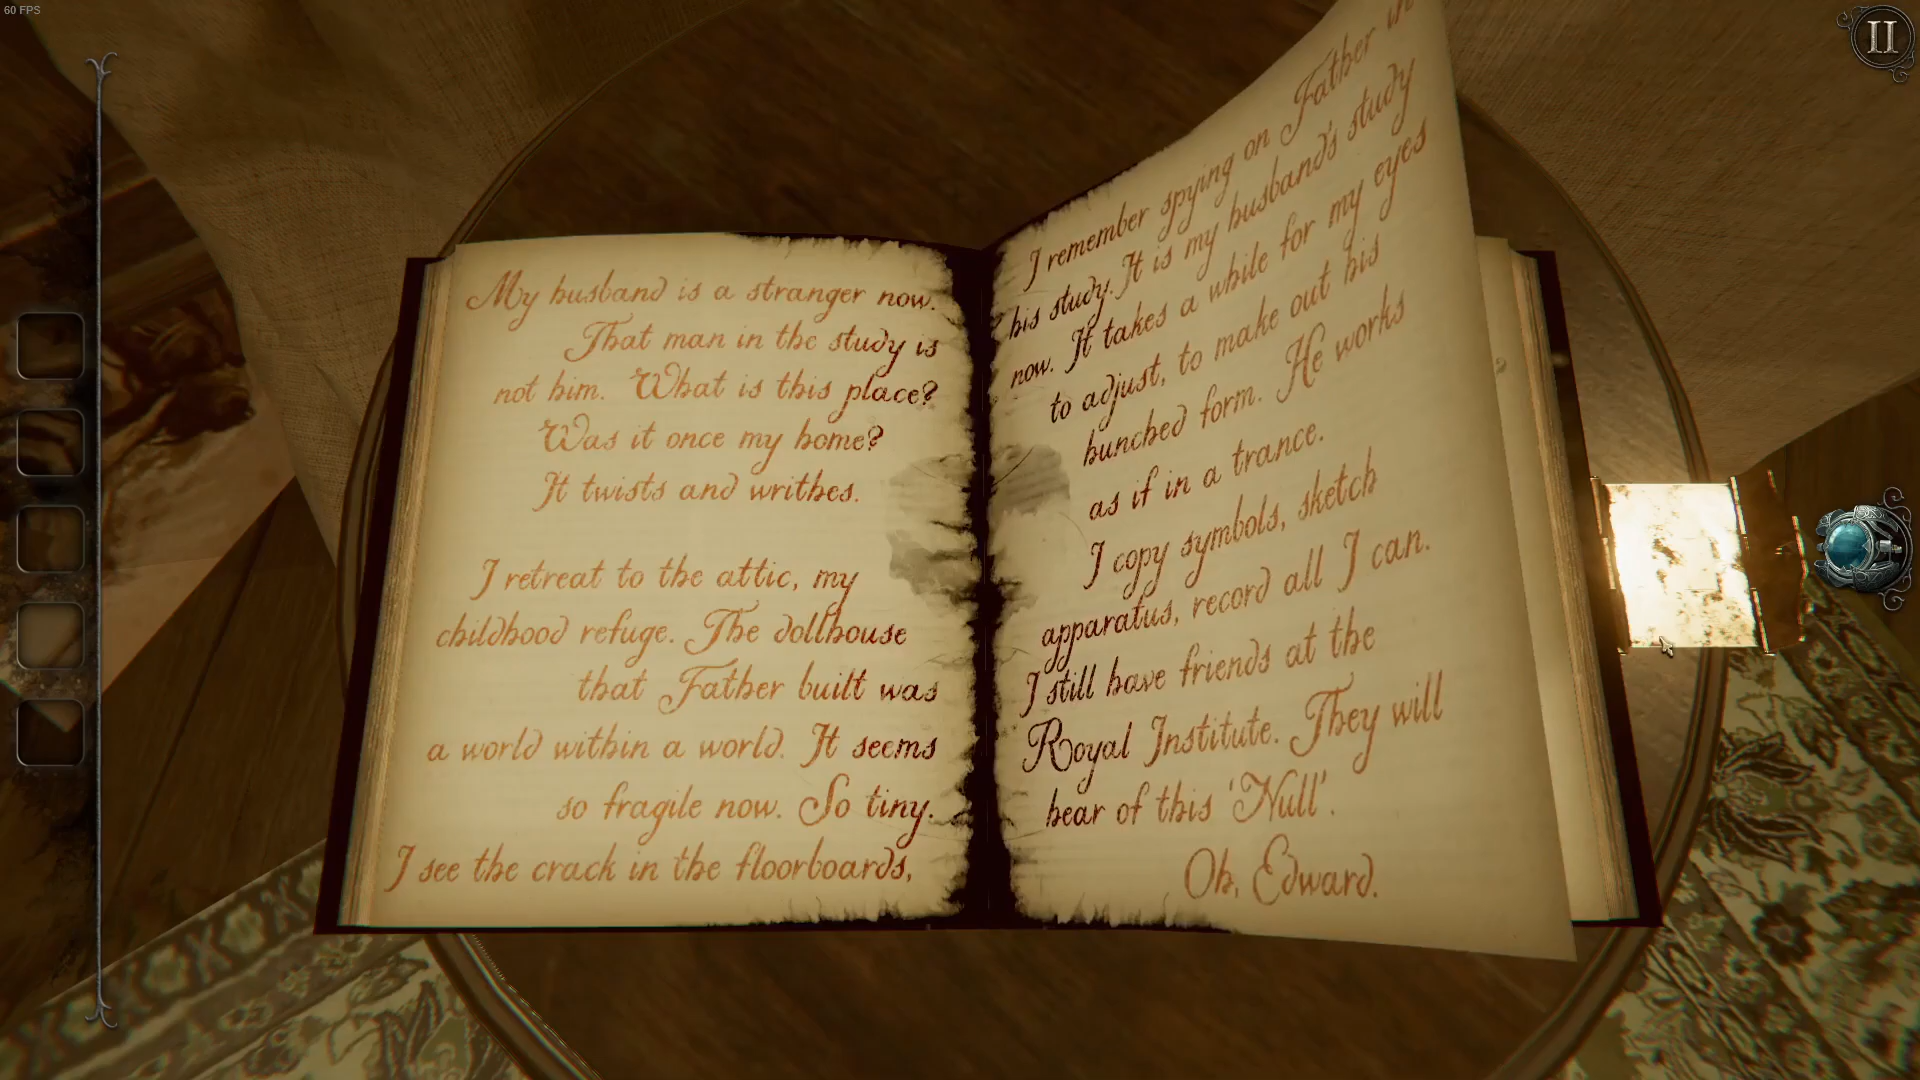 60 FPS
II
My husband is a stranger now.
That man in the study is
not him. What is this place?
Was it once my home?
It twists and writhes.
I retreat to the attic, my
childhood refuge. The dollhouse
that Father built was
a world within a world. It seems
so fragile now. So tiny.
I see the crack in the floorboards,
I remember spying on Father in
his study. It is my husband's study
now. It takes a while for my eyes
to adjust, to make out his
hunched form. He works
as if in a trance.
I copy symbols, sketch
apparatus, record all I can.
I still have friends at the
Royal Institute. They will
hear of this 'Null'.
Oh, Edward.